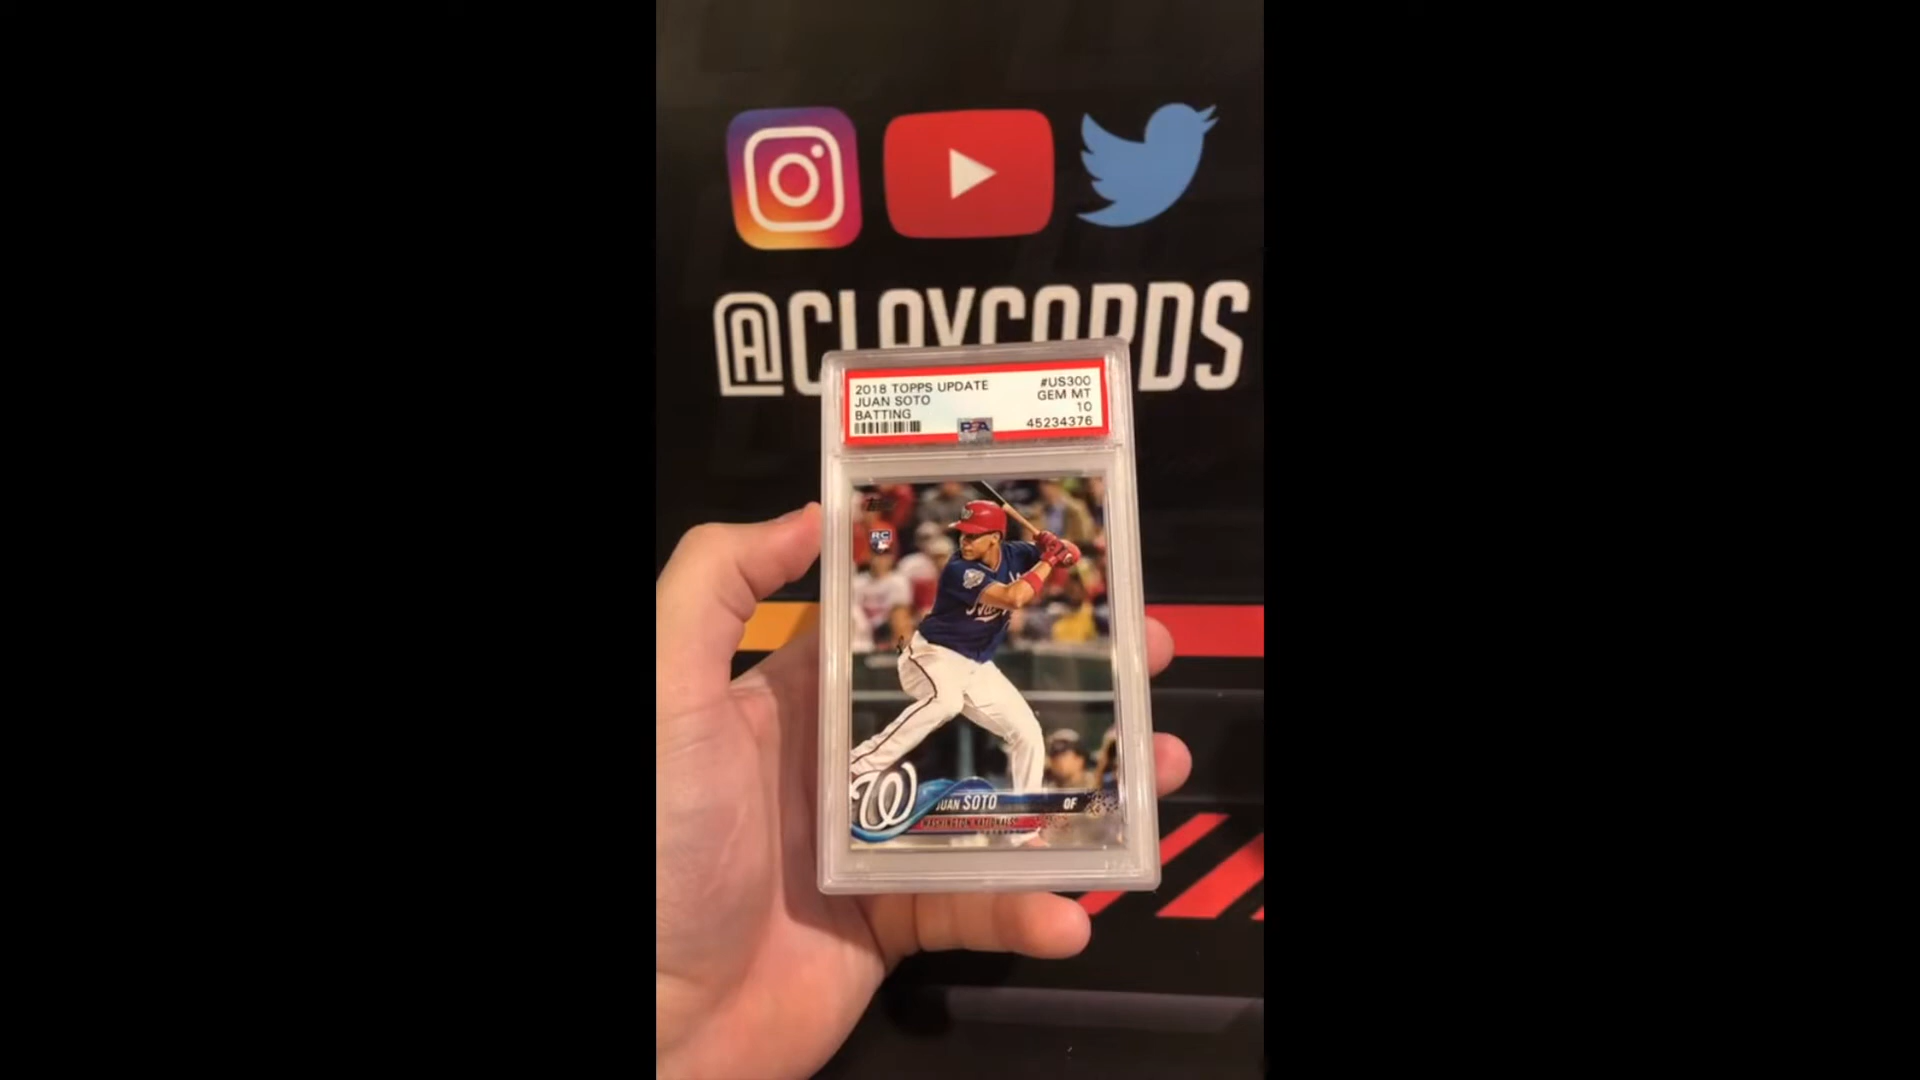 @CLAYCARDS
2018 TOPPS UPDATE #US300
JUAN SOTO GEM MT
BATTING 10
PSA 45234376
RC
W
JUAN SOTO OF
WASHINGTON NATIONALS